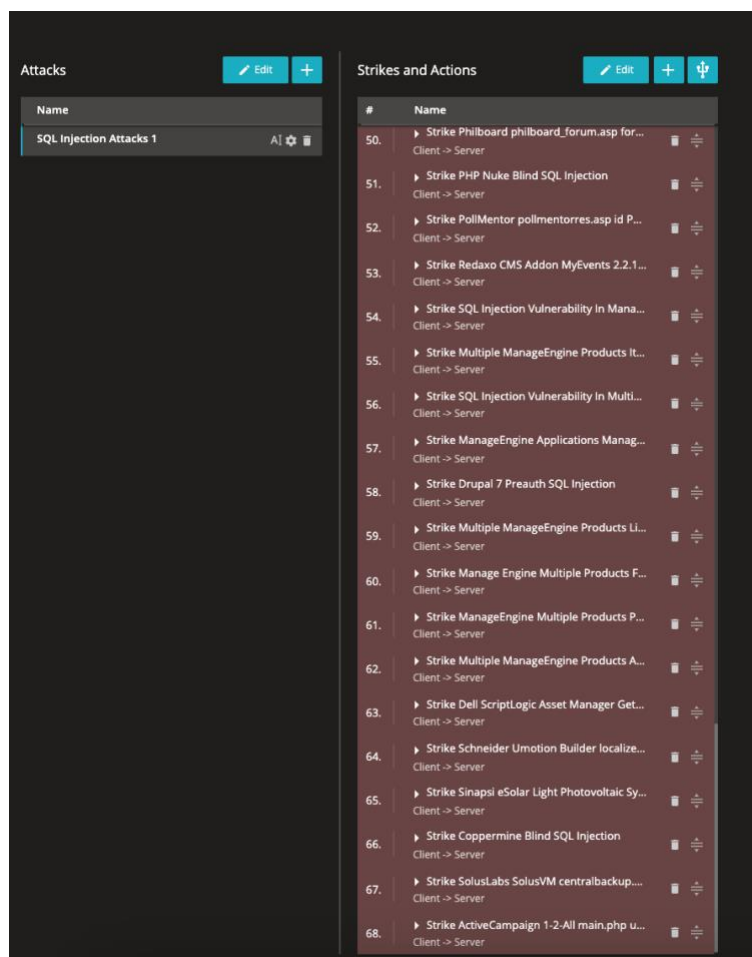 Attacks
Edit
Name
SQL Injection Attacks 1
Strikes and Actions
Edit
# Name
50. Strike Philboard philboard_forum.asp for...
Client -> Server
51. Strike PHP Nuke Blind SQL Injection
Client -> Server
52. Strike PollMentor pollmentorres.asp id P...
Client -> Server
53. Strike Redaxo CMS Addon MyEvents 2.2.1...
Client -> Server
54. Strike SQL Injection Vulnerability In Mana...
Client -> Server
55. Strike Multiple ManageEngine Products It...
Client -> Server
56. Strike SQL Injection Vulnerability In Multi...
Client -> Server
57. Strike ManageEngine Applications Manag...
Client -> Server
58. Strike Drupal 7 Preauth SQL Injection
Client -> Server
59. Strike Multiple ManageEngine Products Li...
Client -> Server
60. Strike Manage Engine Multiple Products F...
Client -> Server
61. Strike ManageEngine Multiple Products P...
Client -> Server
62. Strike Multiple ManageEngine Products A...
Client -> Server
63. Strike Dell ScriptLogic Asset Manager Get...
Client -> Server
64. Strike Schneider Umotion Builder localize...
Client -> Server
65. Strike Sinapsi eSolar Light Photovoltaic Sy...
Client -> Server
66. Strike Coppermine Blind SQL Injection
Client -> Server
67. Strike SolusLabs SolusVM centralbackup....
Client -> Server
68. Strike ActiveCampaign 1-2-All main.php u...
Client -> Server